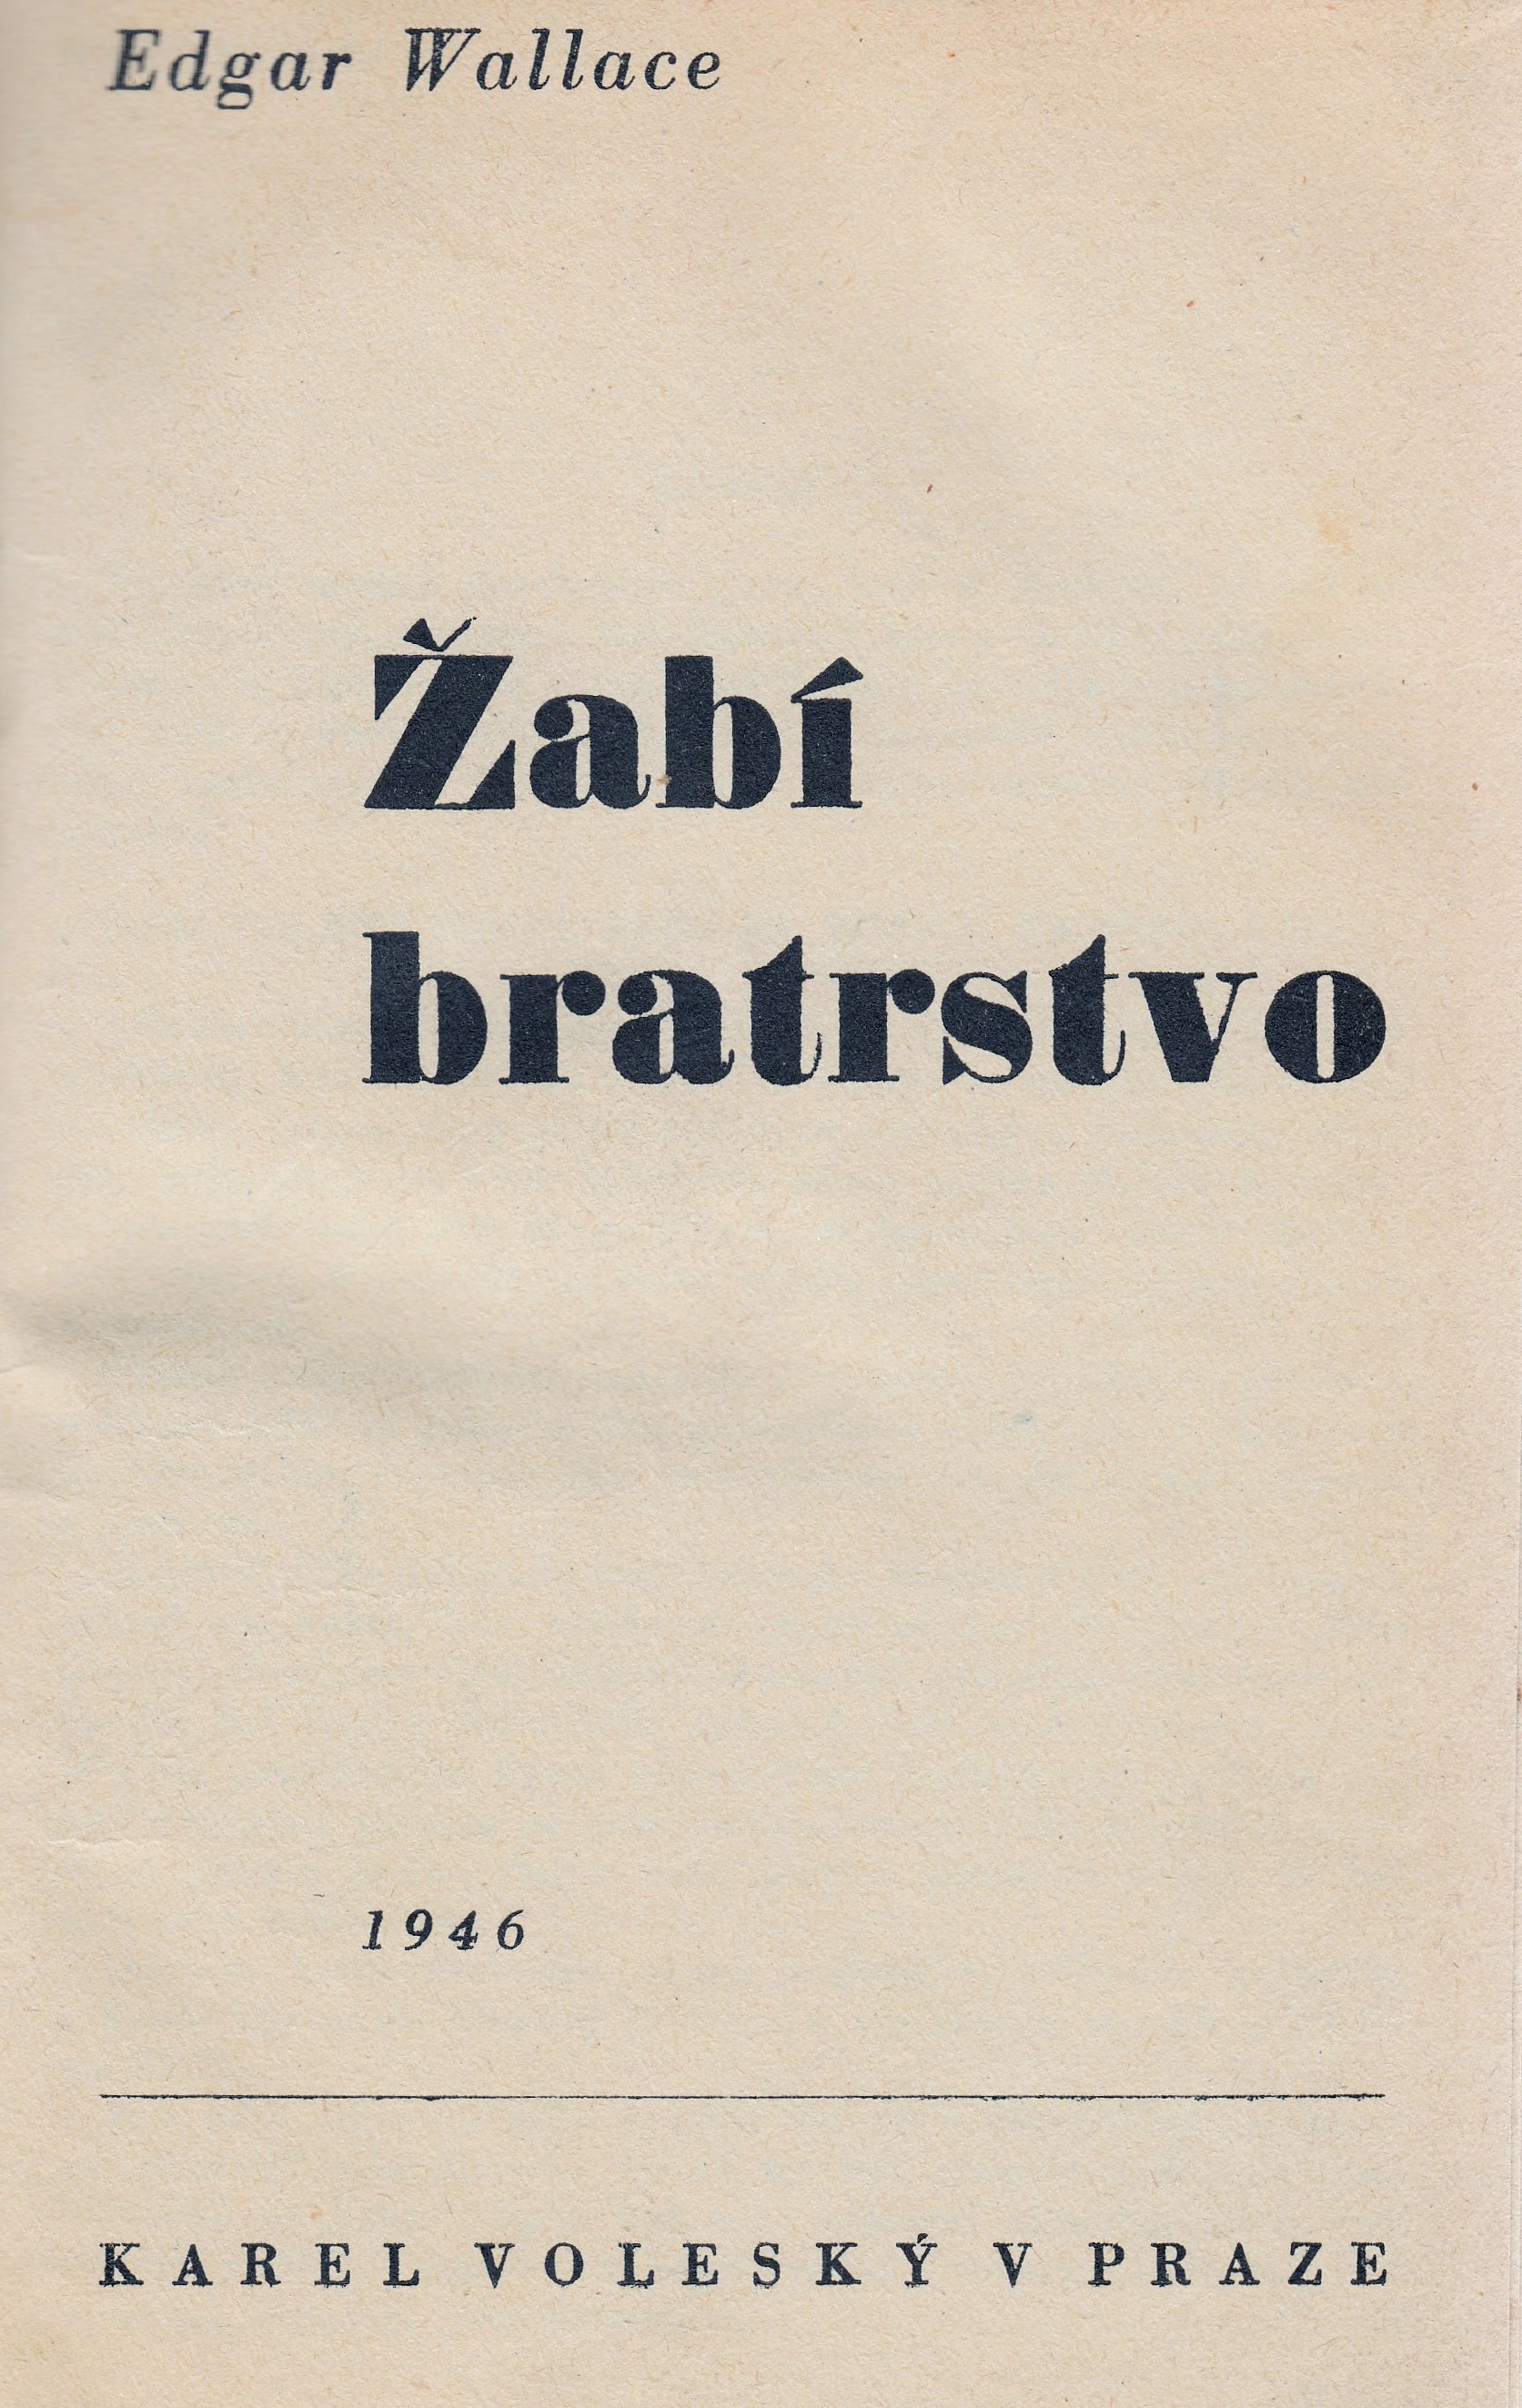 Edgar Wallace
Žabí
bratrstvo
1946
KAREL VOLESKÝ V PRAZE